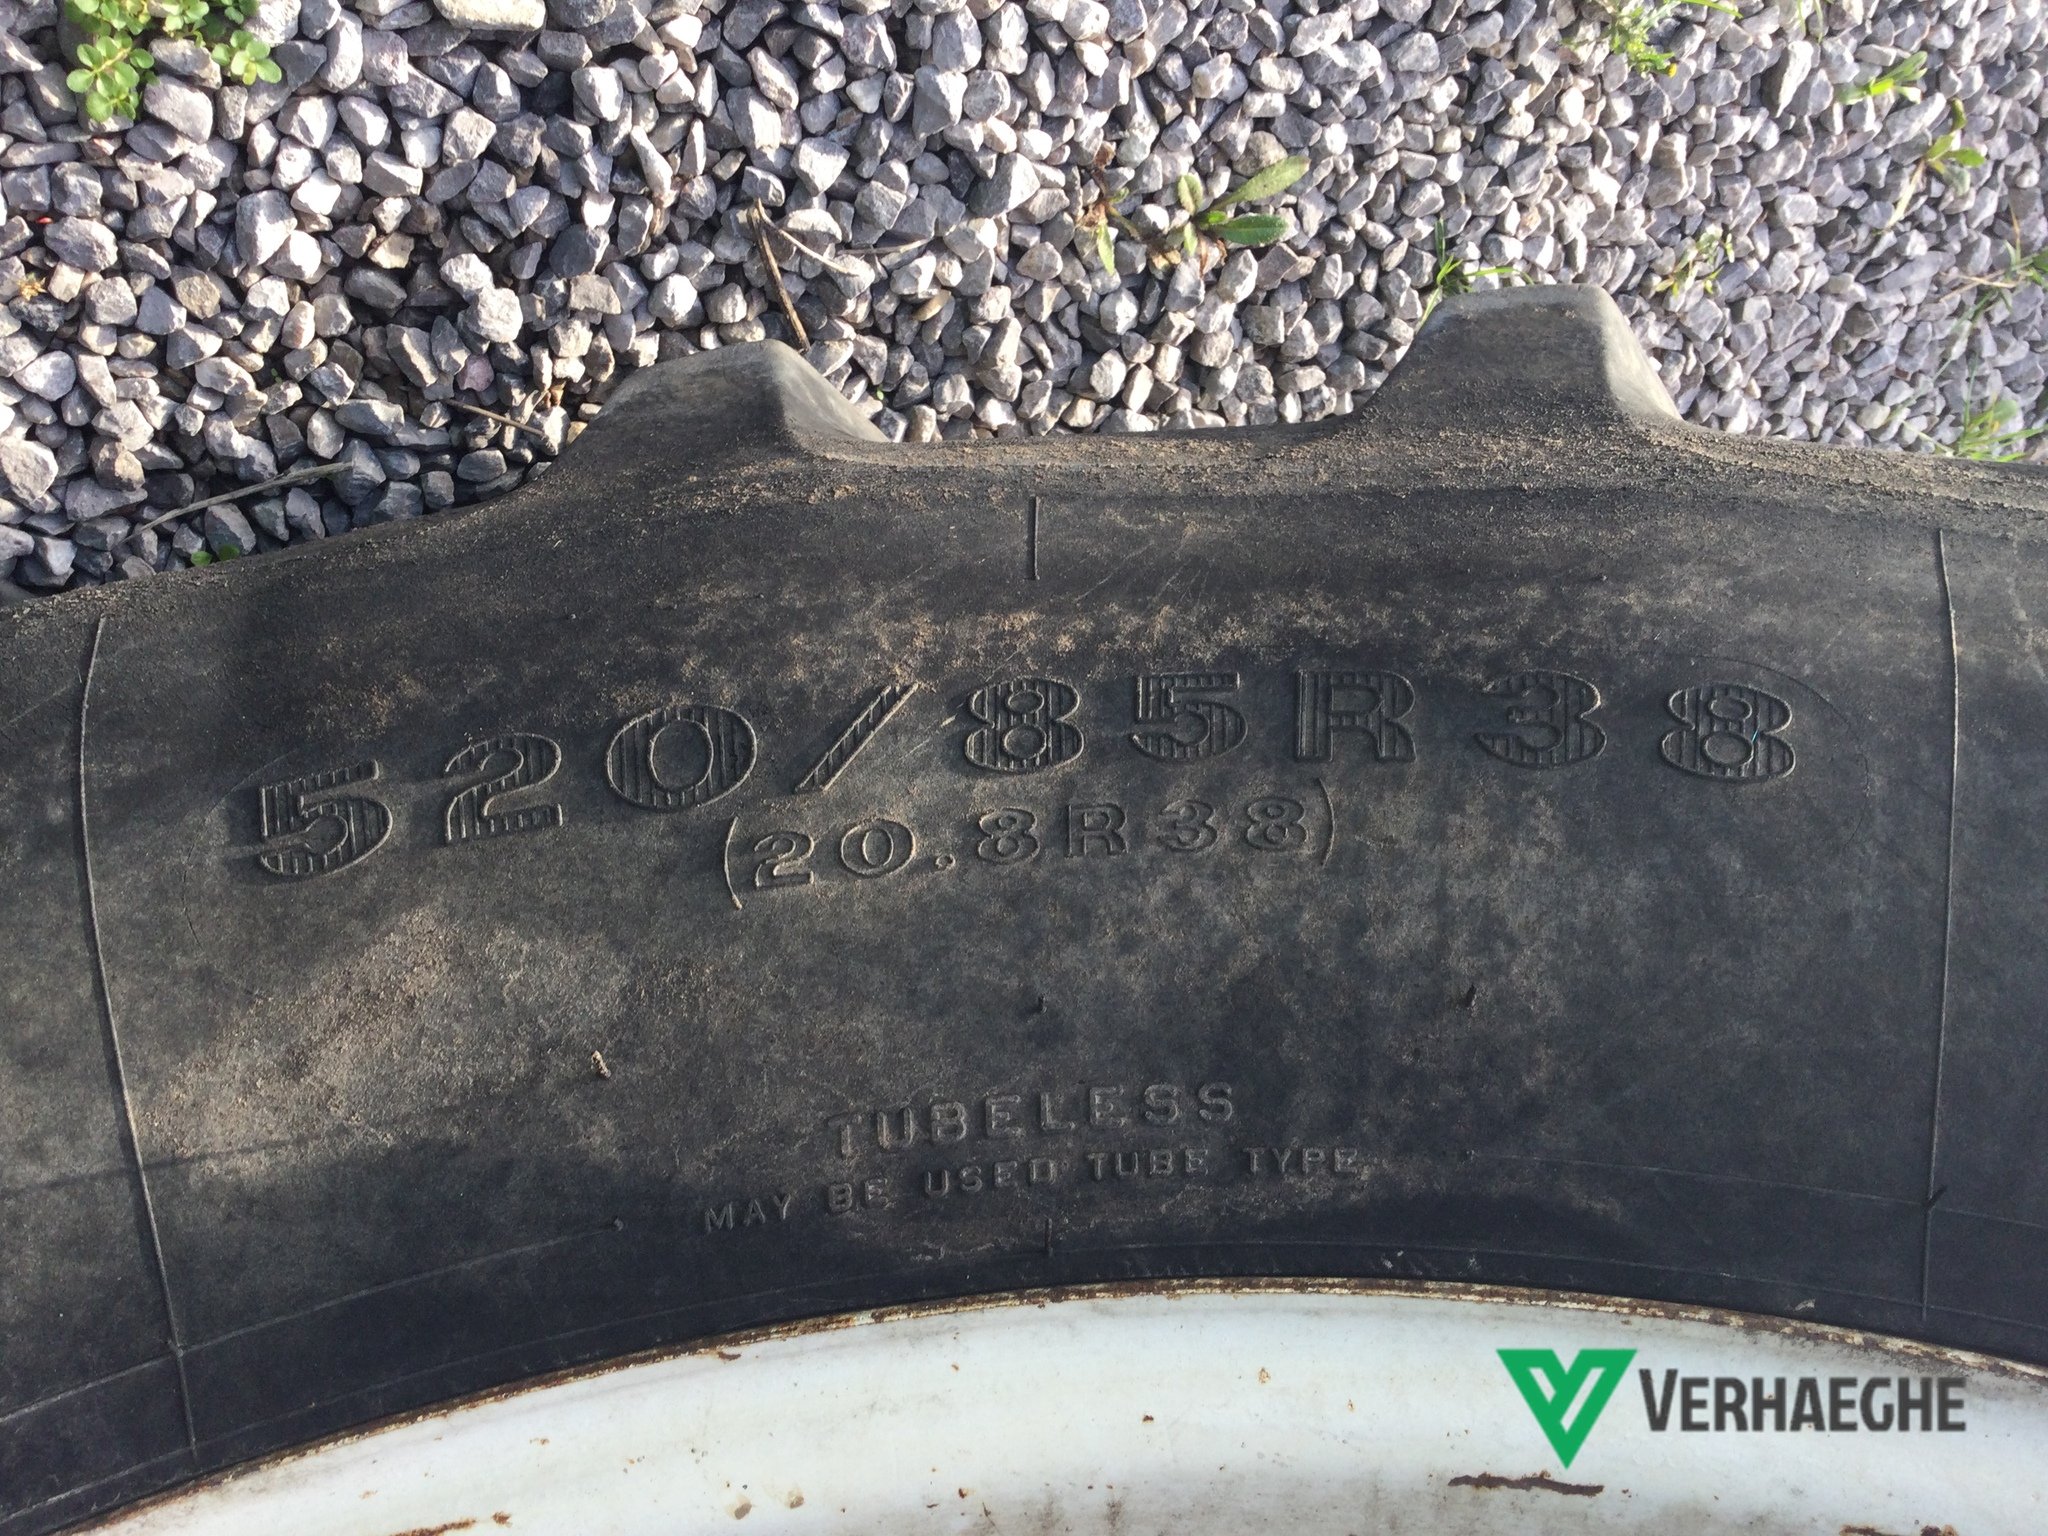 520/85R38
(20.8R38)
TUBELESS
MAY BE USED TUBE TYPE
VERHAEGHE